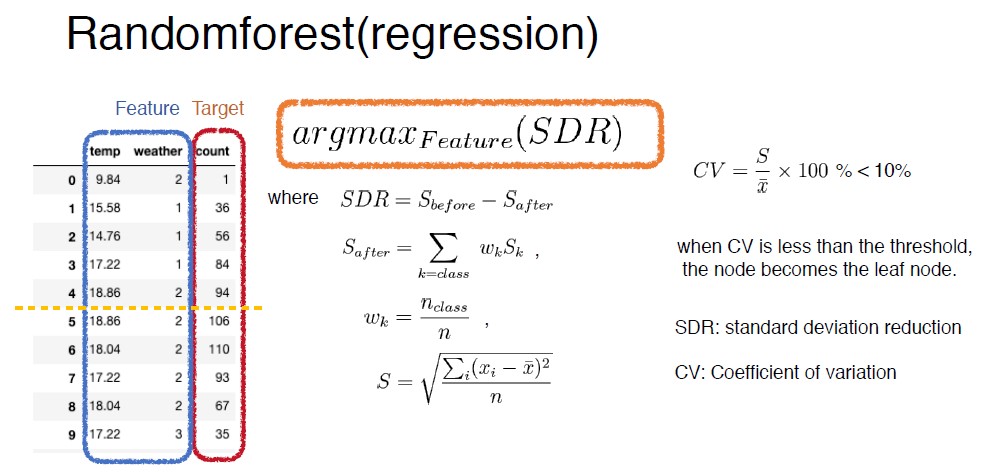 Randomforest(regression)
Feature Target
temp weather count
0 9.84 2 1
1 15.58 1 36
2 14.76 1 56
3 17.22 1 84
4 18.86 2 94
5 18.86 2 106
6 18.04 2 110
7 17.22 2 93
8 18.04 2 67
9 17.22 3 35
argmax_{Feature}(SDR)
where SDR = S_{before} − S_{after}
S_{after} = \sum_{k=class} w_k S_k ,
w_k = \frac{n_{class}}{n} ,
S = \sqrt{\frac{\sum_i (x_i − \bar{x})^2}{n}}
CV = \frac{S}{\bar{x}} × 100 % < 10%
when CV is less than the threshold,
the node becomes the leaf node.
SDR: standard deviation reduction
CV: Coefficient of variation